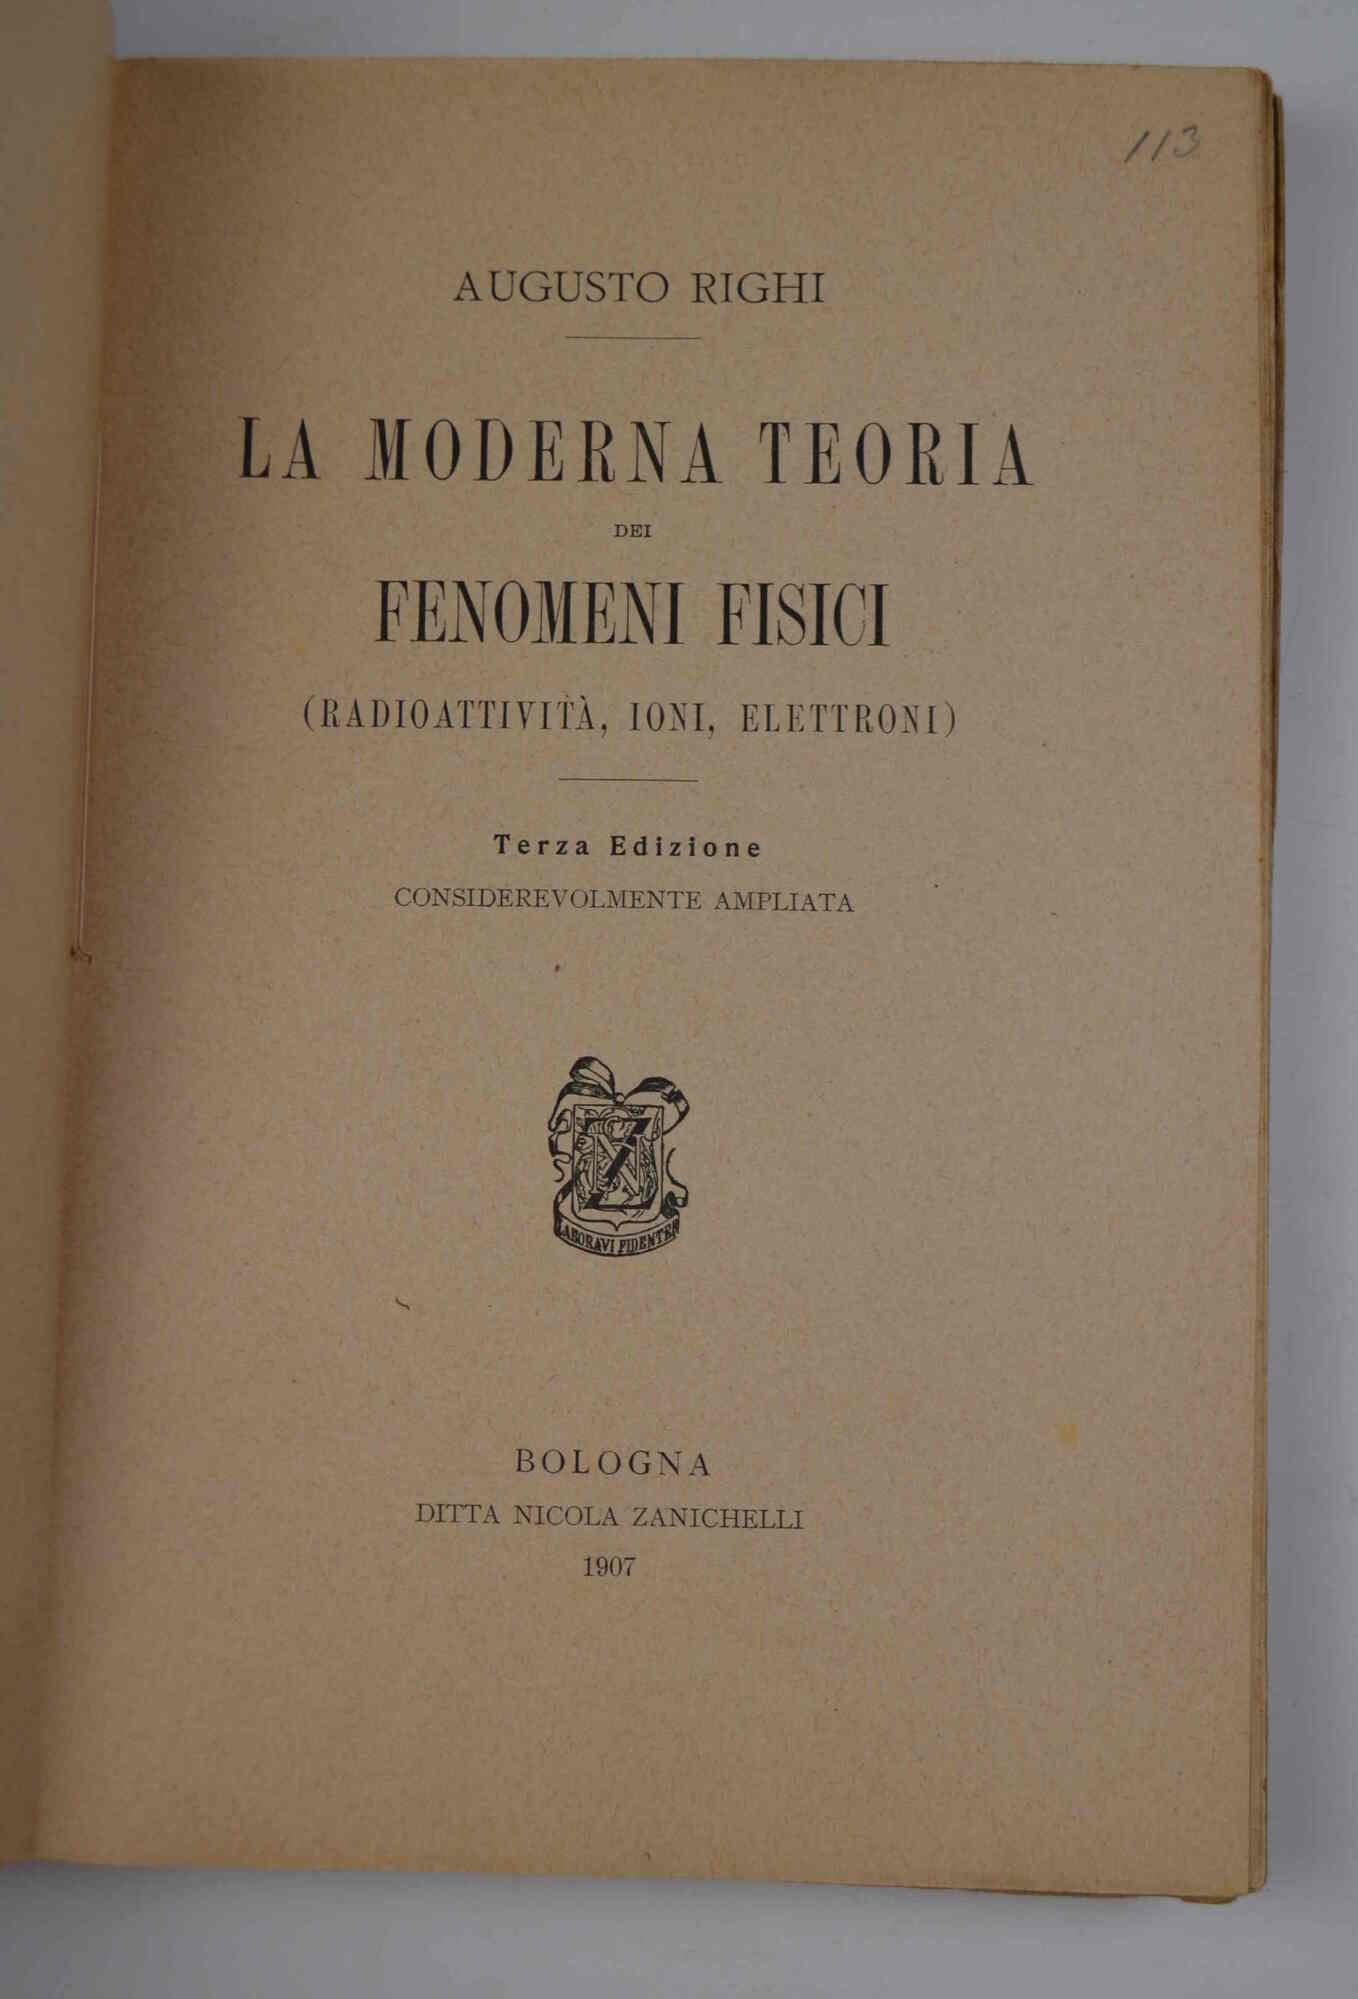 113
AUGUSTO RIGHI
LA MODERNA TEORIA
DEI
FENOMENI FISICI
(RADIOATTIVITÀ, IONI, ELETTRONI)
Terza Edizione
CONSIDEREVOLMENTE AMPLIATA
LABORAVI FIDENTER
BOLOGNA
DITTA NICOLA ZANICHELLI
1907